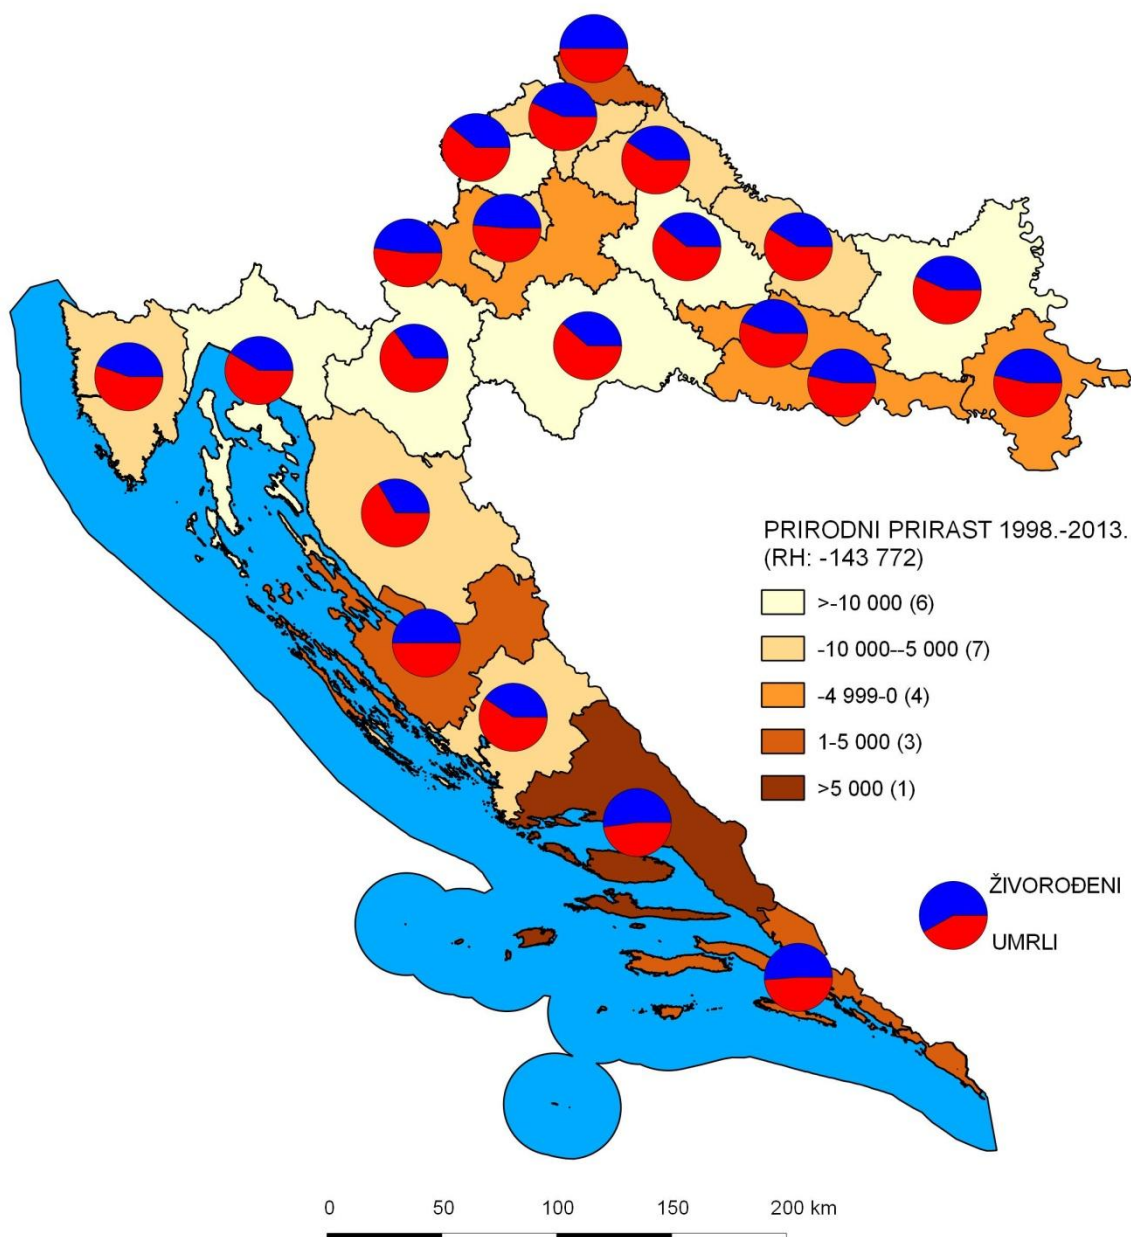 PRIRODNI PRIRAST 1998.-2013.
(RH: -143 772)
>-10 000 (6)
-10 000--5 000 (7)
-4 999-0 (4)
1-5 000 (3)
>5 000 (1)
ŽIVOROĐENI
UMRLI
0 50 100 150 200 km